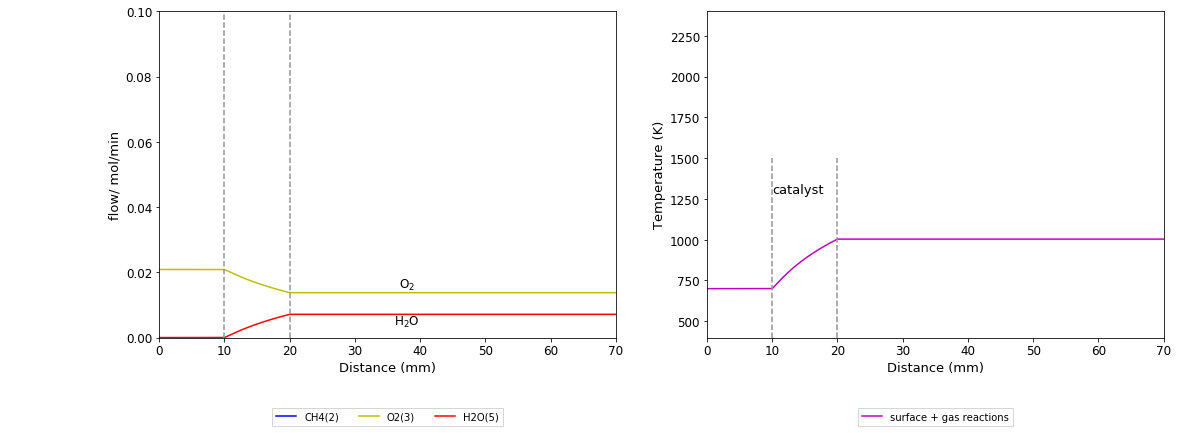 0.10
0.08
0.06
0.04
0.02
0.00
flow/ mol/min
O2
H2O
0 10 20 30 40 50 60 70
Distance (mm)
CH4(2) O2(3) H2O(5)
2250
2000
1750
1500
1250
1000
750
500
Temperature (K)
catalyst
0 10 20 30 40 50 60 70
Distance (mm)
surface + gas reactions